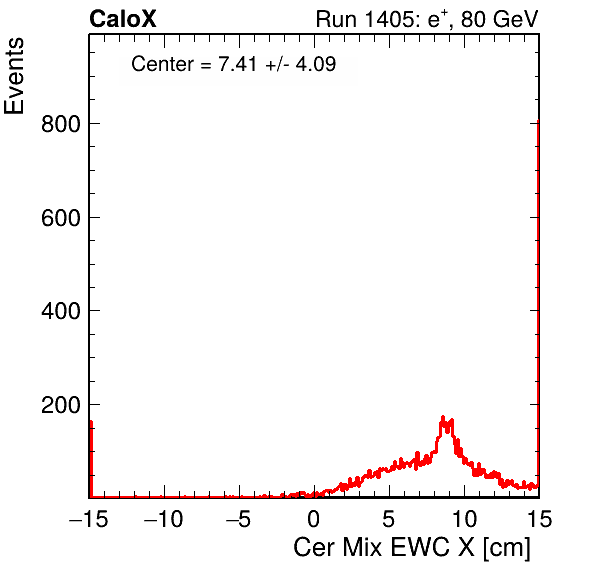 CaloX Run 1405: e⁺, 80 GeV
Center = 7.41 +/- 4.09
Events
800
600
400
200
−15 −10 −5 0 5 10 15
Cer Mix EWC X [cm]